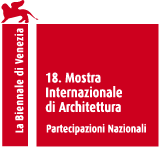 La Biennale di Venezia
18. Mostra
Internazionale
di Architettura
Partecipazioni Nazionali